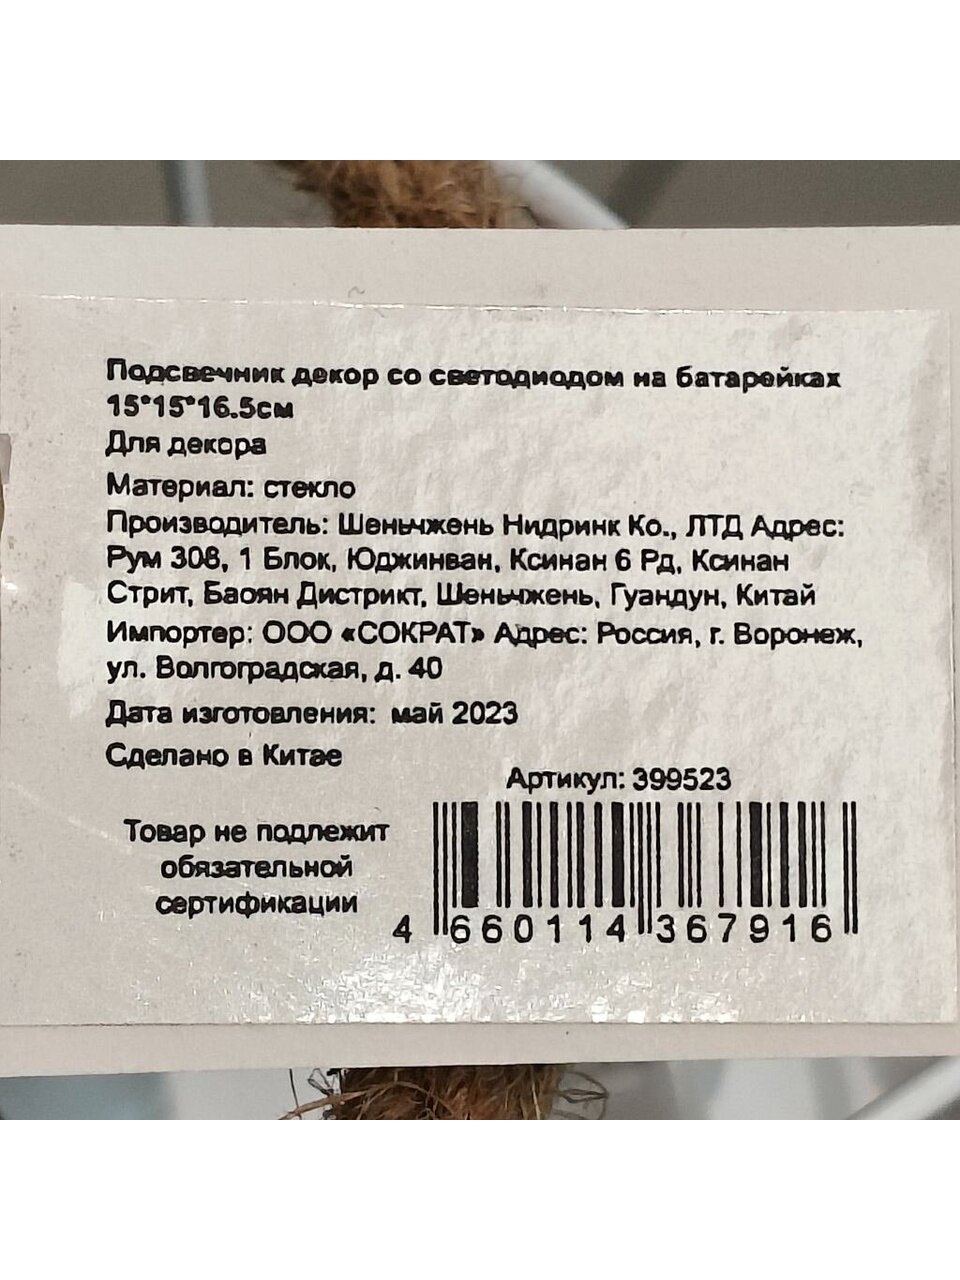 Подсвечник декор со светодиодом на батарейках
15*15*16.5см
Для декора
Материал: стекло
Производитель: Шеньчжень Нидринк Ко., ЛТД Адрес:
Рум 308, 1 Блок, Юджинван, Ксинан 6 Рд, Ксинан
Стрит, Баоян Дистрикт, Шеньчжень, Гуандун, Китай
Импортер: ООО «СОКРАТ» Адрес: Россия, г. Воронеж,
ул. Волгоградская, д. 40
Дата изготовления: май 2023
Сделано в Китае
Артикул: 399523
Товар не подлежит
обязательной
сертификации
4 660114 367916